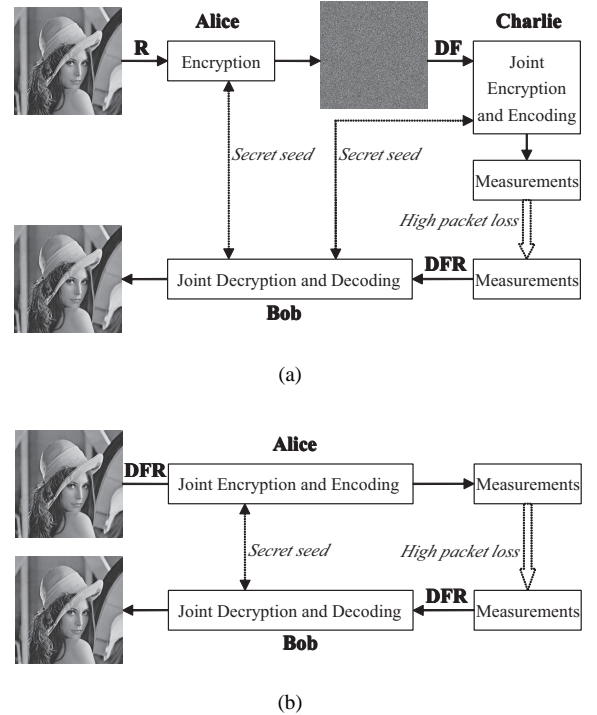 Alice
Charlie
R
Encryption
DF
Joint
Encryption
and Encoding
Secret seed
Secret seed
Measurements
High packet loss
Joint Decryption and Decoding
DFR
Measurements
Bob
(a)
Alice
DFR
Joint Encryption and Encoding
Measurements
Secret seed
High packet loss
Joint Decryption and Decoding
DFR
Measurements
Bob
(b)